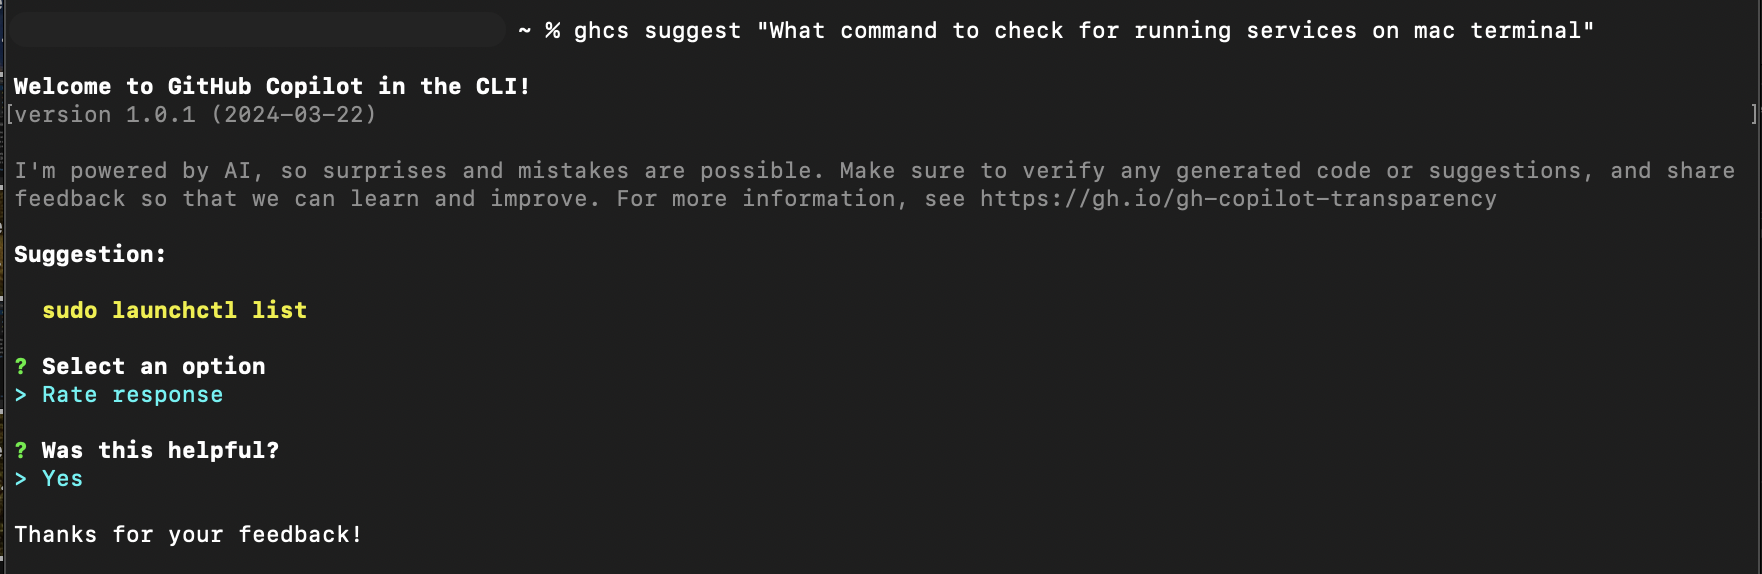 ~ % ghcs suggest "What command to check for running services on mac terminal"
Welcome to GitHub Copilot in the CLI!
[version 1.0.1 (2024-03-22) ]
I'm powered by AI, so surprises and mistakes are possible. Make sure to verify any generated code or suggestions, and share
feedback so that we can learn and improve. For more information, see https://gh.io/gh-copilot-transparency
Suggestion:
sudo launchctl list
? Select an option
> Rate response
? Was this helpful?
> Yes
Thanks for your feedback!